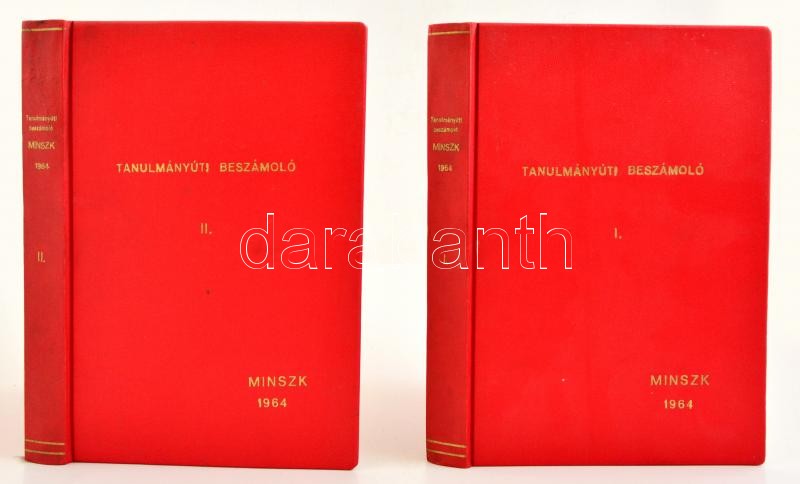 Tanulmányúti
beszámoló
MINSZK
1964
II.
TANULMÁNYÚTI BESZÁMOLÓ
II.
MINSZK
1964
Tanulmányúti
beszámoló
MINSZK
1964
I.
TANULMÁNYÚTI BESZÁMOLÓ
I.
MINSZK
1964
darabanth